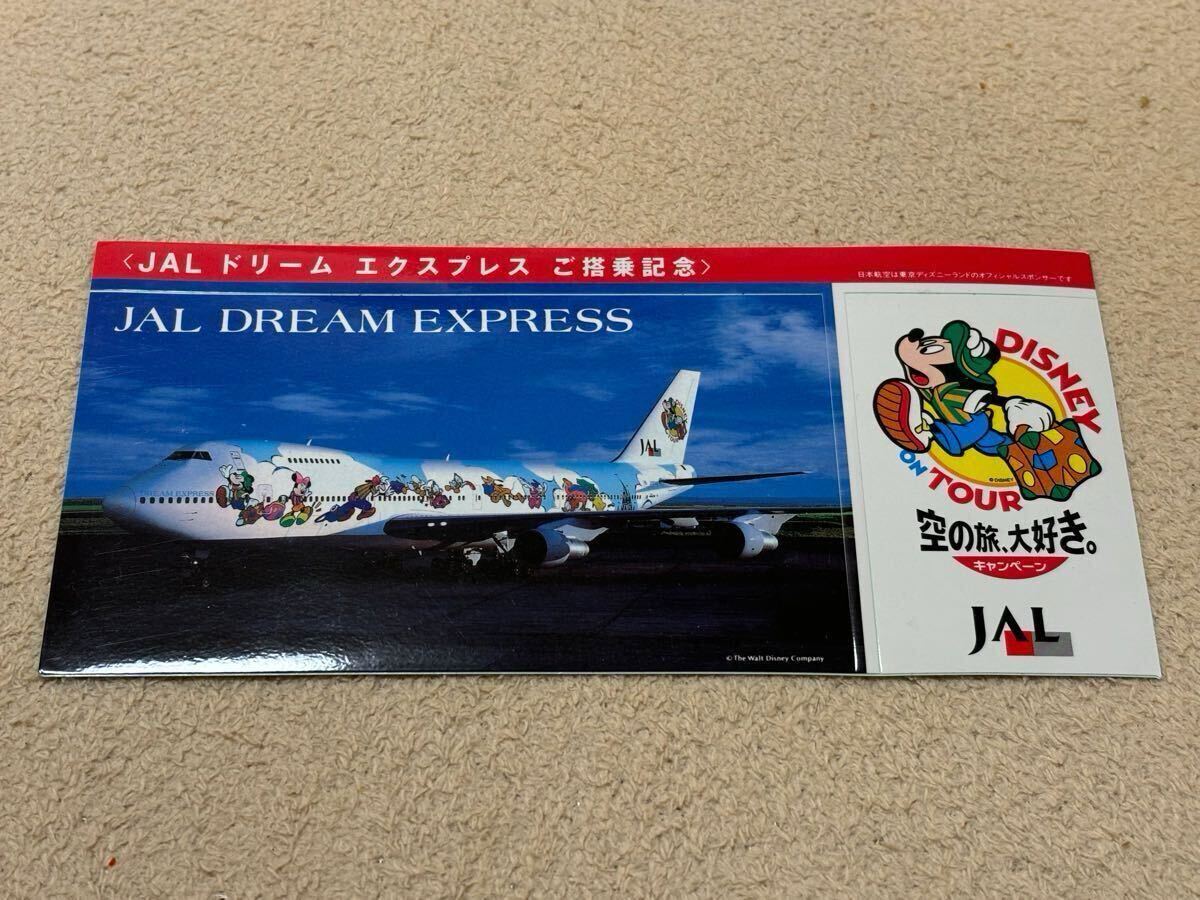 〈JAL ドリーム エクスプレス ご搭乗記念〉
日本航空は東京ディズニーランドのオフィシャルスポンサーです
JAL DREAM EXPRESS
DREAM EXPRESS
JAL
© The Walt Disney Company
DISNEY
ON TOUR
© DISNEY
空の旅、大好き。
キャンペーン
JAL